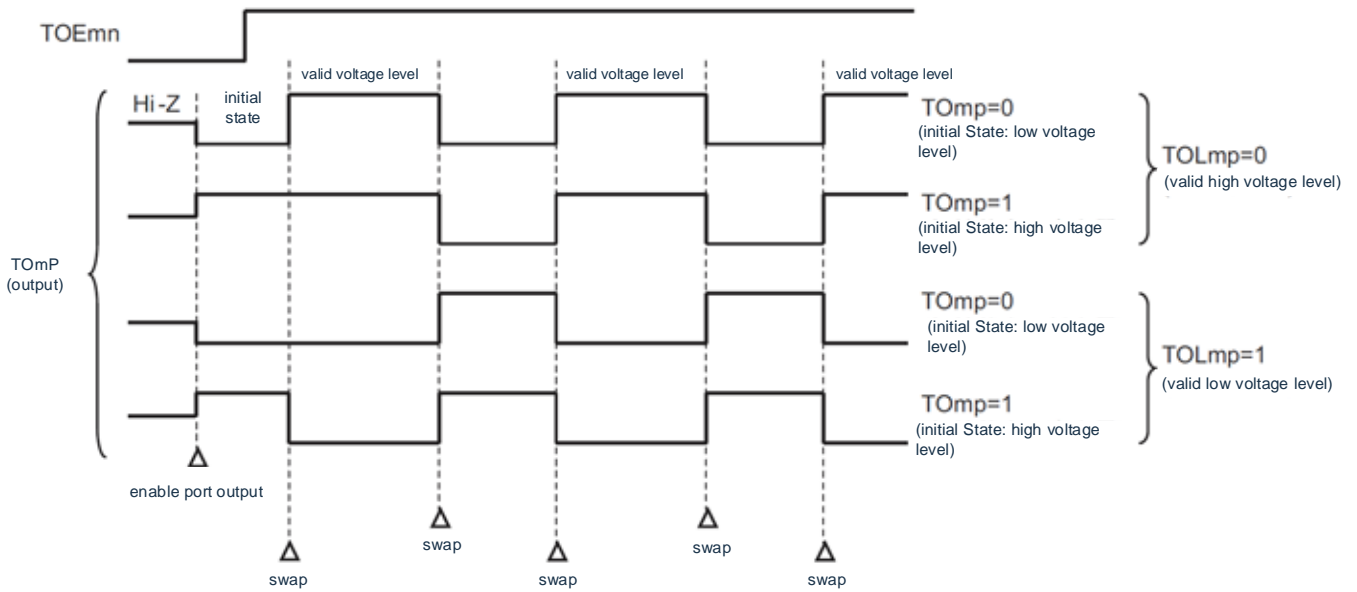 TOEmn
valid voltage level
valid voltage level
valid voltage level
Hi-Z
initial
state
TOmp=0
(initial State: low voltage
level)
TOLmp=0
(valid high voltage level)
TOmp=1
(initial State: high voltage
level)
TOmP
(output)
TOmp=0
(initial State: low voltage
level)
TOLmp=1
(valid low voltage level)
TOmp=1
(initial State: high voltage
level)
enable port output
swap
swap
swap
swap
swap